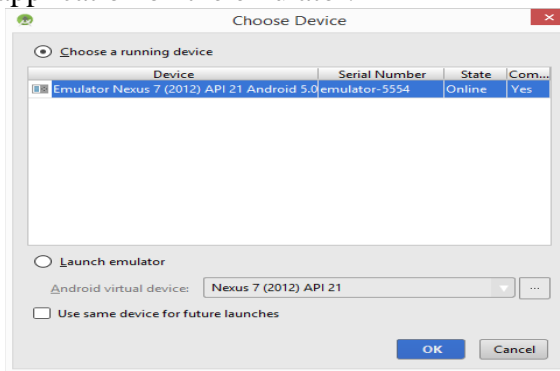 Choose Device
Choose a running device
Device Serial Number State Com...
Emulator Nexus 7 (2012) API 21 Android 5.0 emulator-5554 Online Yes
Launch emulator
Android virtual device: Nexus 7 (2012) API 21 ...
Use same device for future launches
OK Cancel